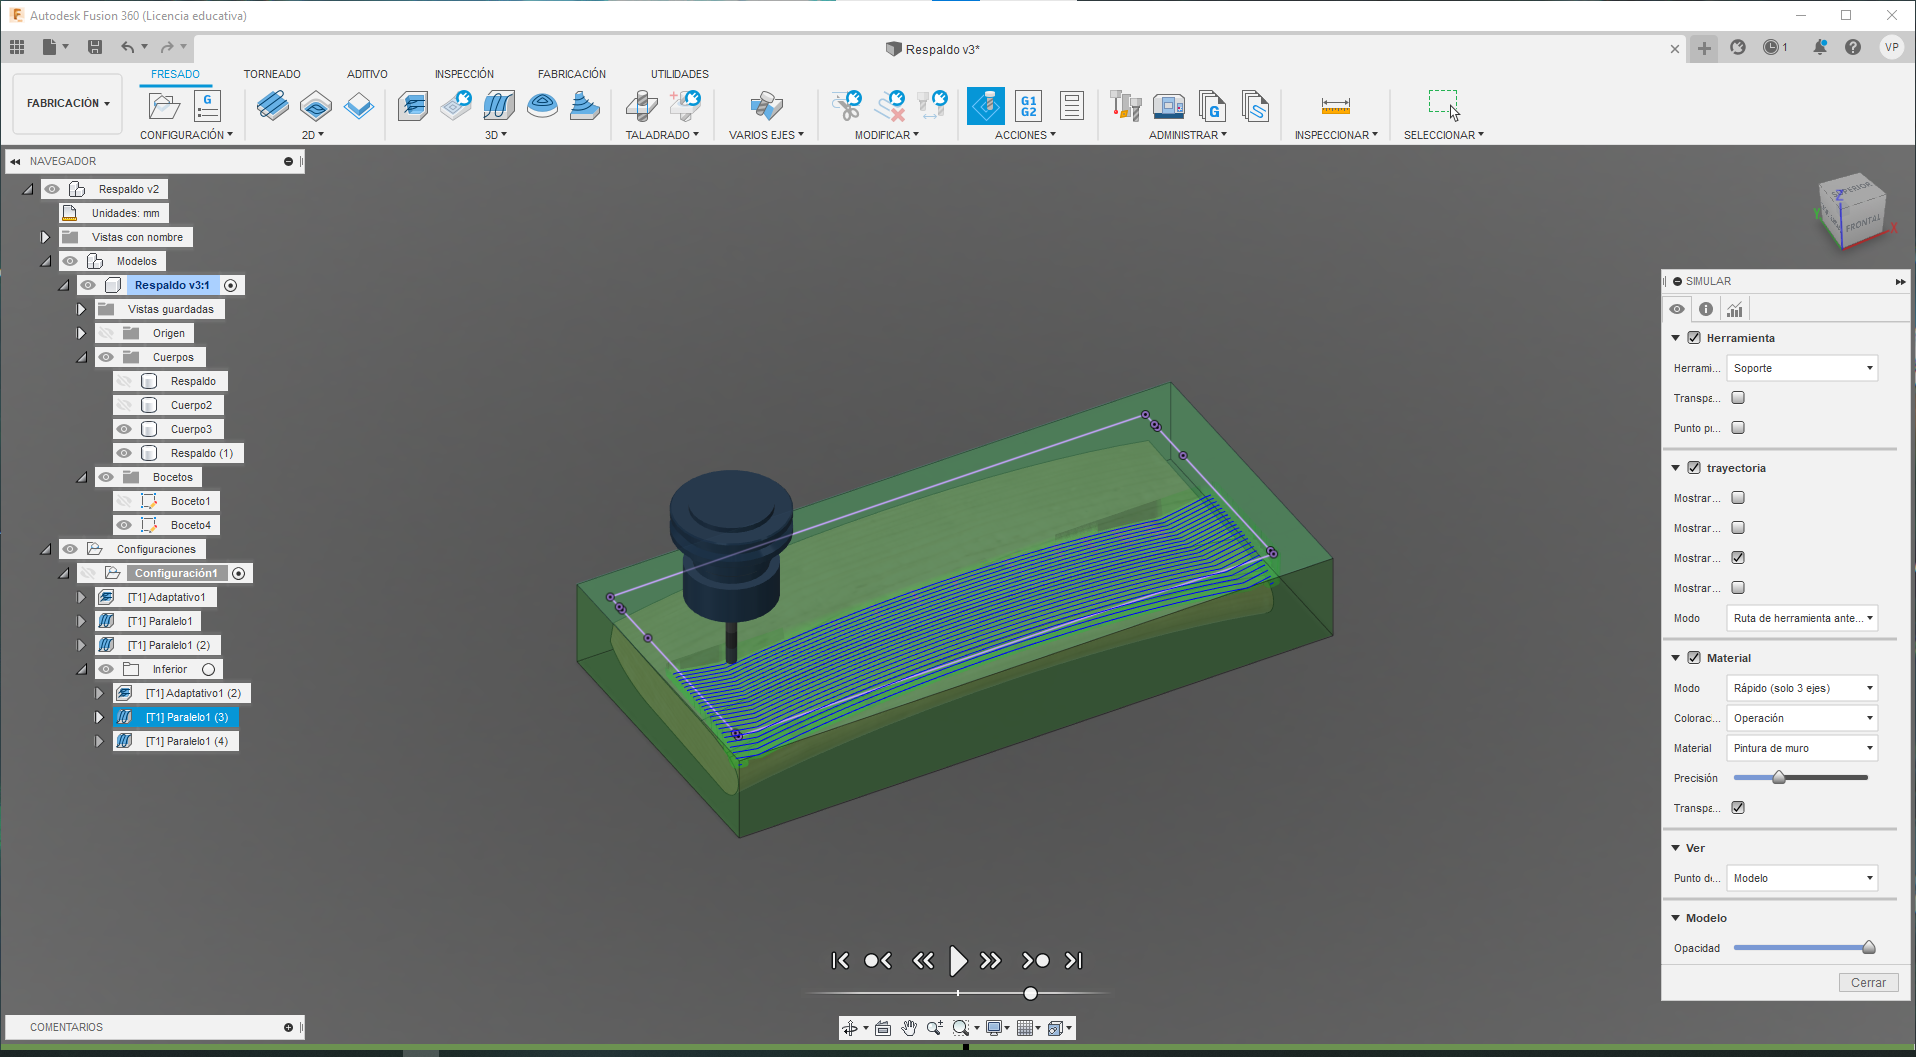 Autodesk Fusion 360 (Licencia educativa)
Respaldo v3*
1
VP
FABRICACIÓN
FRESADO
TORNEADO
ADITIVO
INSPECCIÓN
FABRICACIÓN
UTILIDADES
G
G1
G2
G
CONFIGURACIÓN
2D
3D
TALADRADO
VARIOS EJES
MODIFICAR
ACCIONES
ADMINISTRAR
INSPECCIONAR
SELECCIONAR
NAVEGADOR
Respaldo v2
Unidades: mm
Vistas con nombre
Modelos
Respaldo v3:1
Vistas guardadas
Origen
Cuerpos
Respaldo
Cuerpo2
Cuerpo3
Respaldo (1)
Bocetos
Boceto1
Boceto4
Configuraciones
Configuración1
[T1] Adaptativo1
[T1] Paralelo1
[T1] Paralelo1 (2)
Inferior
[T1] Adaptativo1 (2)
[T1] Paralelo1 (3)
[T1] Paralelo1 (4)
SUPERIOR
FRONTAL
Z
Y
X
SIMULAR
Herramienta
Herrami... Soporte
Transpa...
Punto pi...
trayectoria
Mostrar...
Mostrar...
Mostrar...
Mostrar...
Modo Ruta de herramienta ante...
Material
Modo Rápido (solo 3 ejes)
Colorac... Operación
Material Pintura de muro
Precisión
Transpa...
Ver
Punto d... Modelo
Modelo
Opacidad
Cerrar
COMENTARIOS